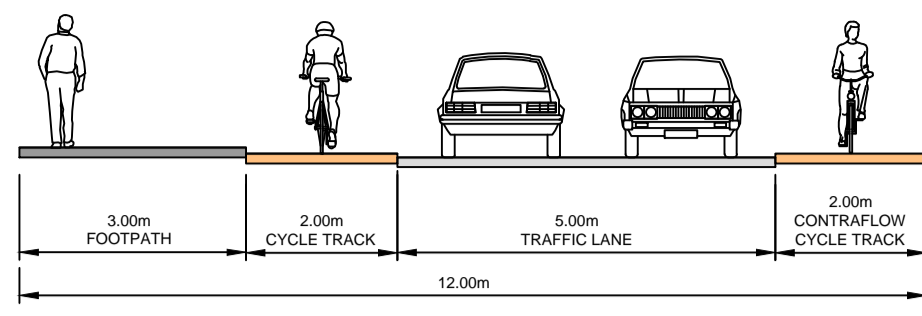 3.00m
FOOTPATH
2.00m
CYCLE TRACK
5.00m
TRAFFIC LANE
2.00m
CONTRAFLOW
CYCLE TRACK
12.00m